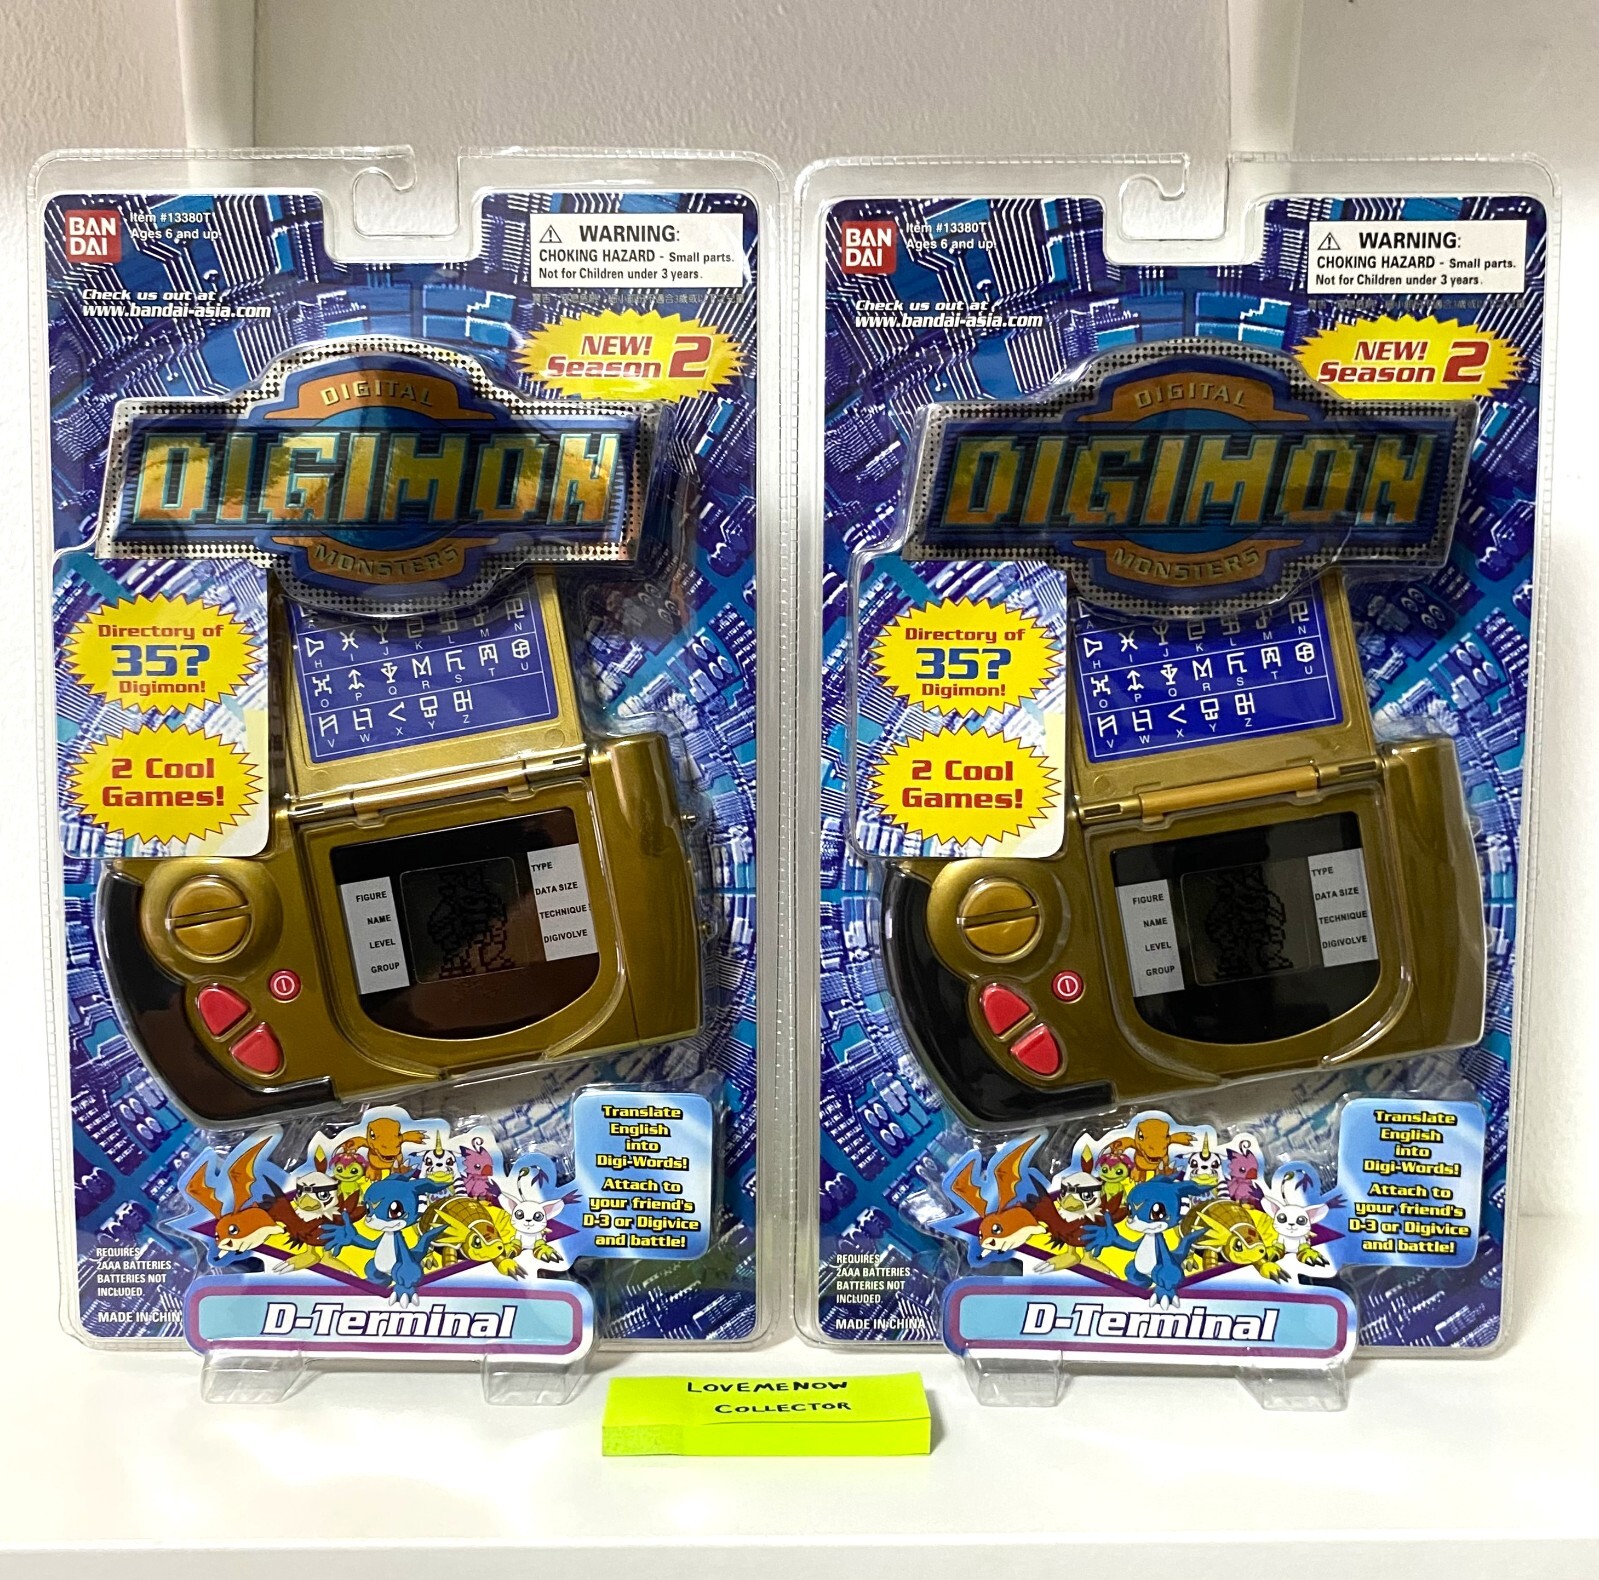 BAN
DAI
Item #13380T
Ages 6 and up
WARNING:
CHOKING HAZARD - Small parts.
Not for Children under 3 years.
Check us out at
www.bandai-asia.com
NEW!
Season 2
DIGITAL
DIGIMON
MONSTERS
Directory of
35?
Digimon!
2 Cool
Games!
H I J K L M N
O P Q R S T U
V W X Y Z
FIGURE
NAME
LEVEL
GROUP
TYPE
DATA SIZE
TECHNIQUE
DIGIVOLVE
Translate
English
into
Digi-Words!
Attach to
your friend's
D-3 or Digivice
and battle!
REQUIRES
2AAA BATTERIES
BATTERIES NOT
INCLUDED.
MADE IN CHIN
D-Terminal
BAN
DAI
Item #13380T
Ages 6 and up
WARNING:
CHOKING HAZARD - Small parts.
Not for Children under 3 years.
Check us out at
www.bandai-asia.com
NEW!
Season 2
DIGITAL
DIGIMON
MONSTERS
Directory of
35?
Digimon!
2 Cool
Games!
H I J K L M N
O P Q R S T U
V W X Y Z
FIGURE
NAME
LEVEL
GROUP
TYPE
DATA SIZE
TECHNIQUE
DIGIVOLVE
Translate
English
into
Digi-Words!
Attach to
your friend's
D-3 or Digivice
and battle!
REQUIRES
2AAA BATTERIES
BATTERIES NOT
INCLUDED.
MADE IN CHINA
D-Terminal
LOVEMENOW
COLLECTOR